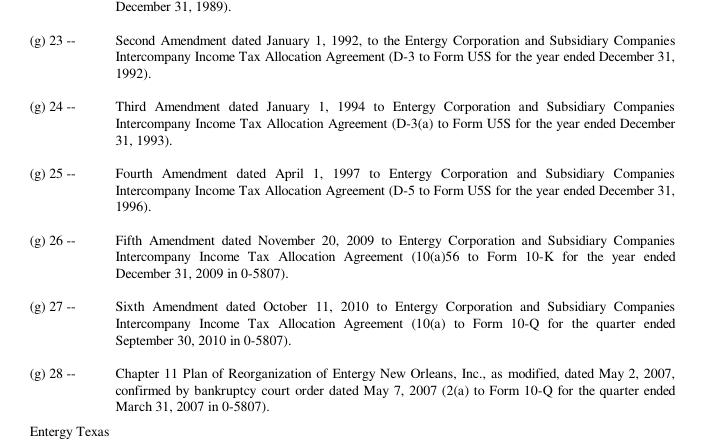 December 31, 1989).
(g) 23 -- Second Amendment dated January 1, 1992, to the Entergy Corporation and Subsidiary Companies
Intercompany Income Tax Allocation Agreement (D-3 to Form U5S for the year ended December 31,
1992).
(g) 24 -- Third Amendment dated January 1, 1994 to Entergy Corporation and Subsidiary Companies
Intercompany Income Tax Allocation Agreement (D-3(a) to Form U5S for the year ended December
31, 1993).
(g) 25 -- Fourth Amendment dated April 1, 1997 to Entergy Corporation and Subsidiary Companies
Intercompany Income Tax Allocation Agreement (D-5 to Form U5S for the year ended December 31,
1996).
(g) 26 -- Fifth Amendment dated November 20, 2009 to Entergy Corporation and Subsidiary Companies
Intercompany Income Tax Allocation Agreement (10(a)56 to Form 10-K for the year ended
December 31, 2009 in 0-5807).
(g) 27 -- Sixth Amendment dated October 11, 2010 to Entergy Corporation and Subsidiary Companies
Intercompany Income Tax Allocation Agreement (10(a) to Form 10-Q for the quarter ended
September 30, 2010 in 0-5807).
(g) 28 -- Chapter 11 Plan of Reorganization of Entergy New Orleans, Inc., as modified, dated May 2, 2007,
confirmed by bankruptcy court order dated May 7, 2007 (2(a) to Form 10-Q for the quarter ended
March 31, 2007 in 0-5807).
Entergy Texas